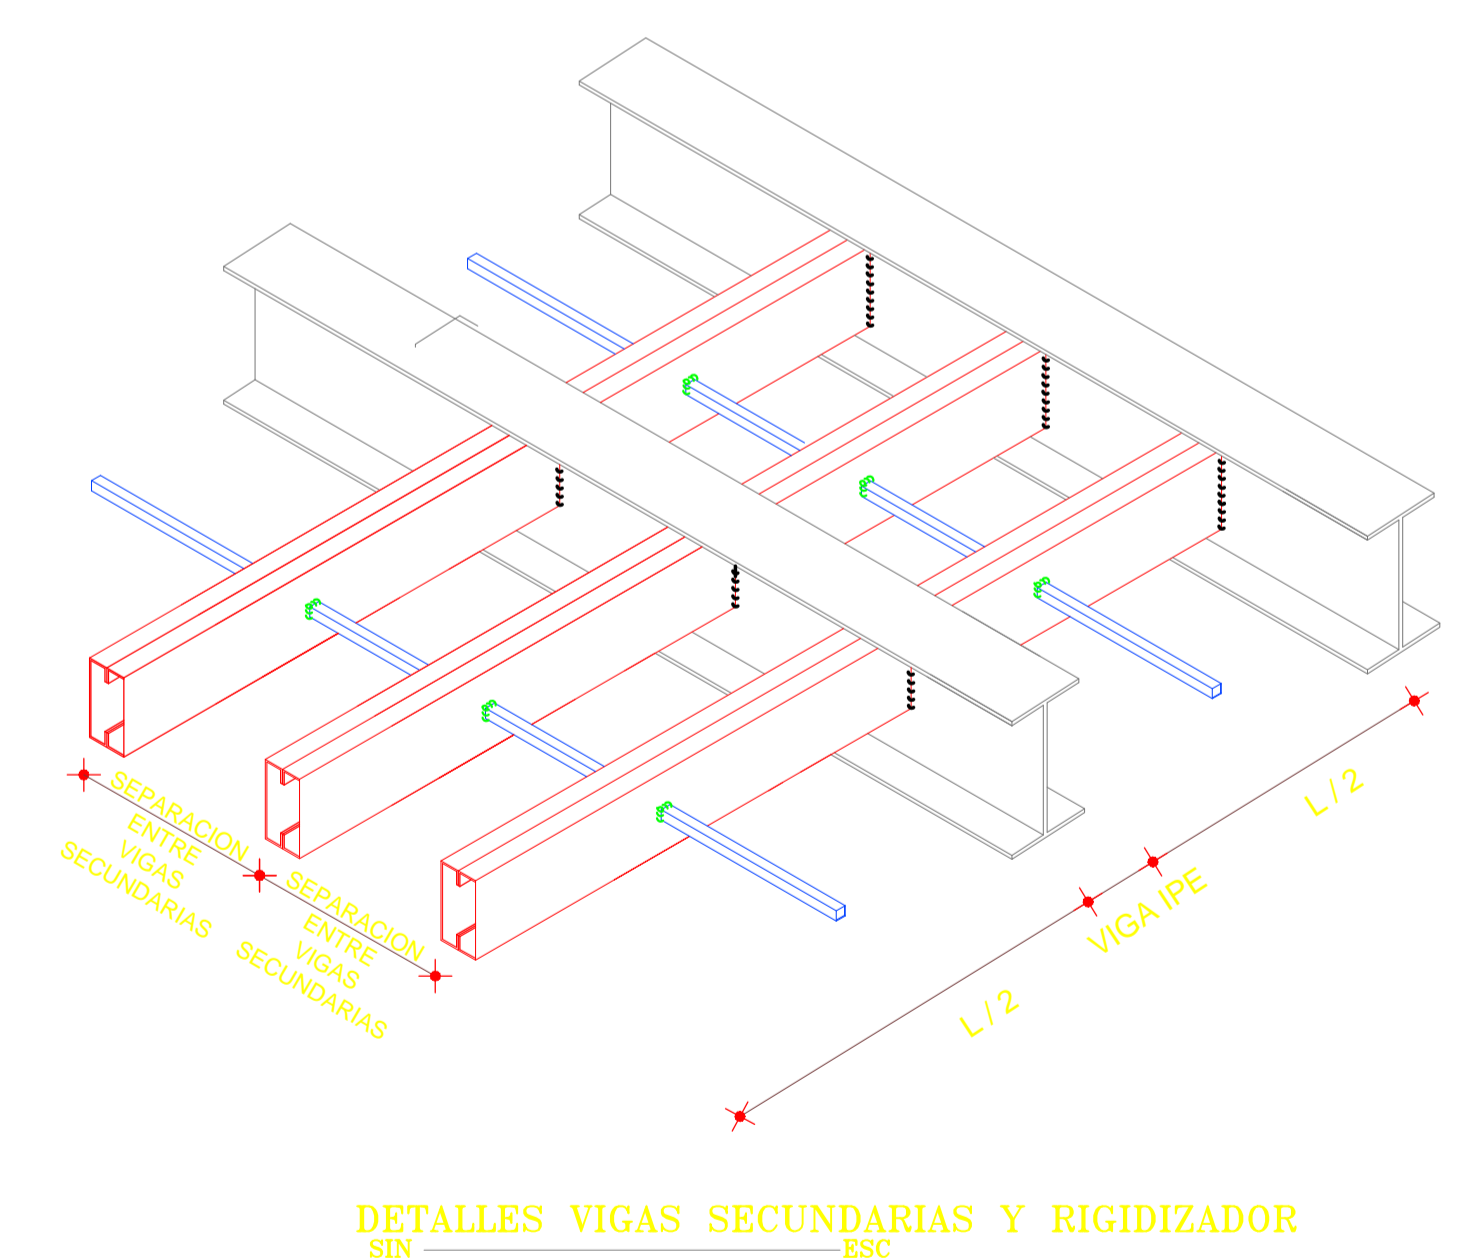 SEPARACION
ENTRE
VIGAS
SECUNDARIAS
SEPARACION
ENTRE
VIGAS
SECUNDARIAS
L / 2
VIGA IPE
L / 2
DETALLES VIGAS SECUNDARIAS Y RIGIDIZADOR
SIN ESC